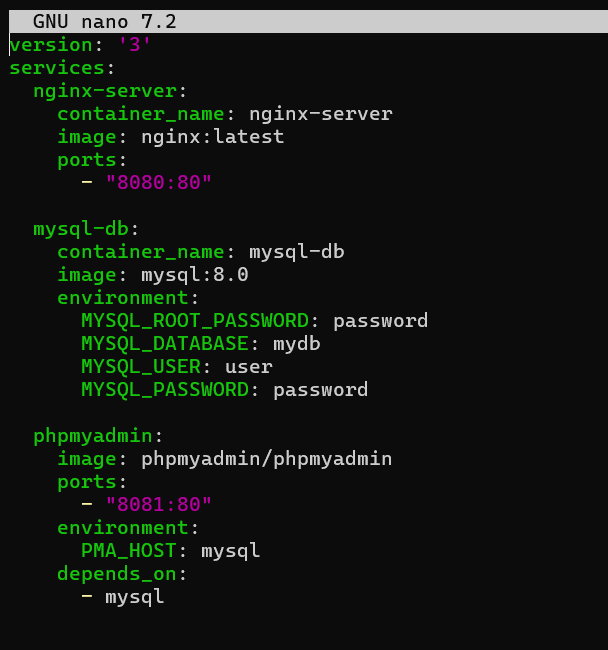 GNU nano 7.2
version: '3'
services:
  nginx-server:
    container_name: nginx-server
    image: nginx:latest
    ports:
      - "8080:80"

  mysql-db:
    container_name: mysql-db
    image: mysql:8.0
    environment:
      MYSQL_ROOT_PASSWORD: password
      MYSQL_DATABASE: mydb
      MYSQL_USER: user
      MYSQL_PASSWORD: password

  phpmyadmin:
    image: phpmyadmin/phpmyadmin
    ports:
      - "8081:80"
    environment:
      PMA_HOST: mysql
    depends_on:
      - mysql